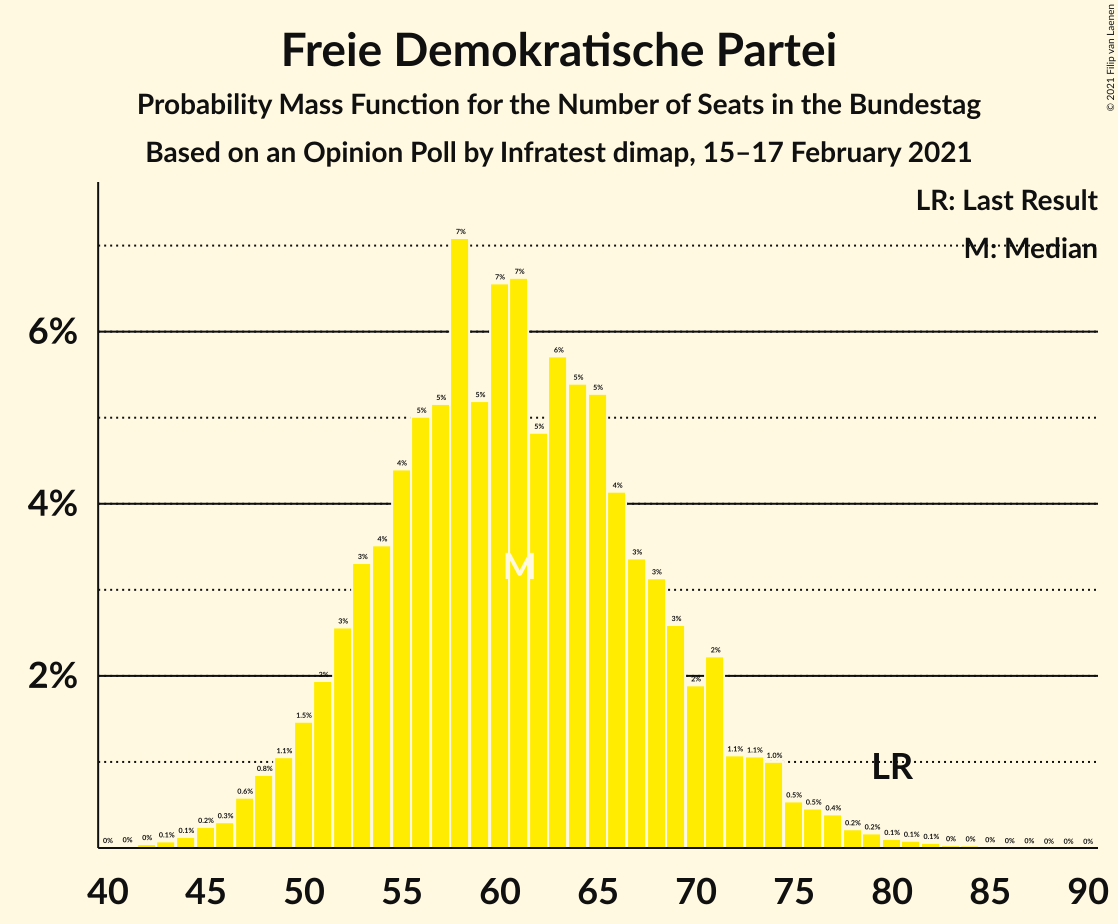 Freie Demokratische Partei
Probability Mass Function for the Number of Seats in the Bundestag
Based on an Opinion Poll by Infratest dimap, 15–17 February 2021
© 2021 Filip van Laenen
LR: Last Result
M: Median
6%
4%
2%
0% 0% 0% 0.1% 0.1% 0.2% 0.3% 0.6% 0.8% 1.1% 1.5% 2% 3% 3% 4% 4% 5% 5% 7% 5% 7% 7% 5% 6% 5% 5% 4% 3% 3% 3% 2% 2% 1.1% 1.1% 1.0% 0.5% 0.5% 0.4% 0.2% 0.2% 0.1% 0.1% 0.1% 0% 0% 0% 0% 0% 0% 0% 0%
M
LR
40 45 50 55 60 65 70 75 80 85 90